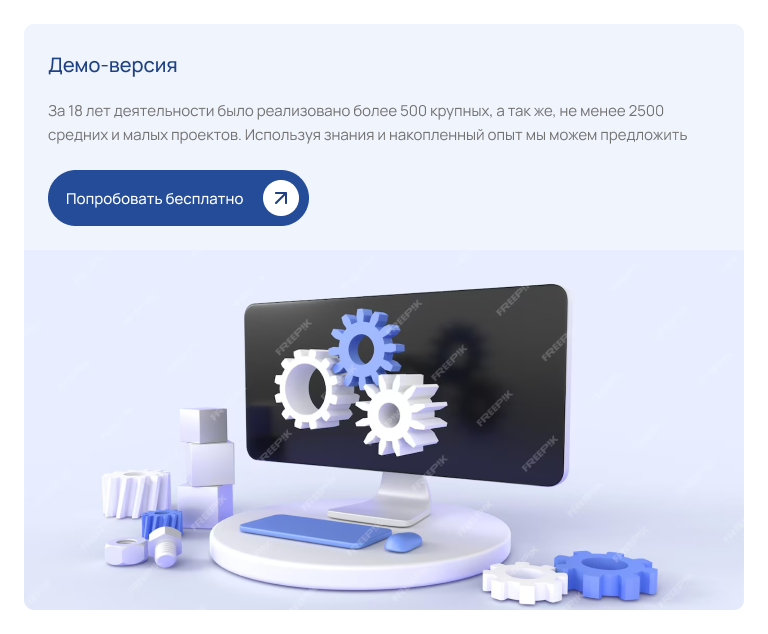 Демо-версия
За 18 лет деятельности было реализовано более 500 крупных, а так же, не менее 2500
средних и малых проектов. Используя знания и накопленный опыт мы можем предложить
Попробовать бесплатно
FREEPIK
FREEPIK
FREEPIK
FREEPIK
FREEPIK
FREEPIK
FREEPIK
FREEPIK